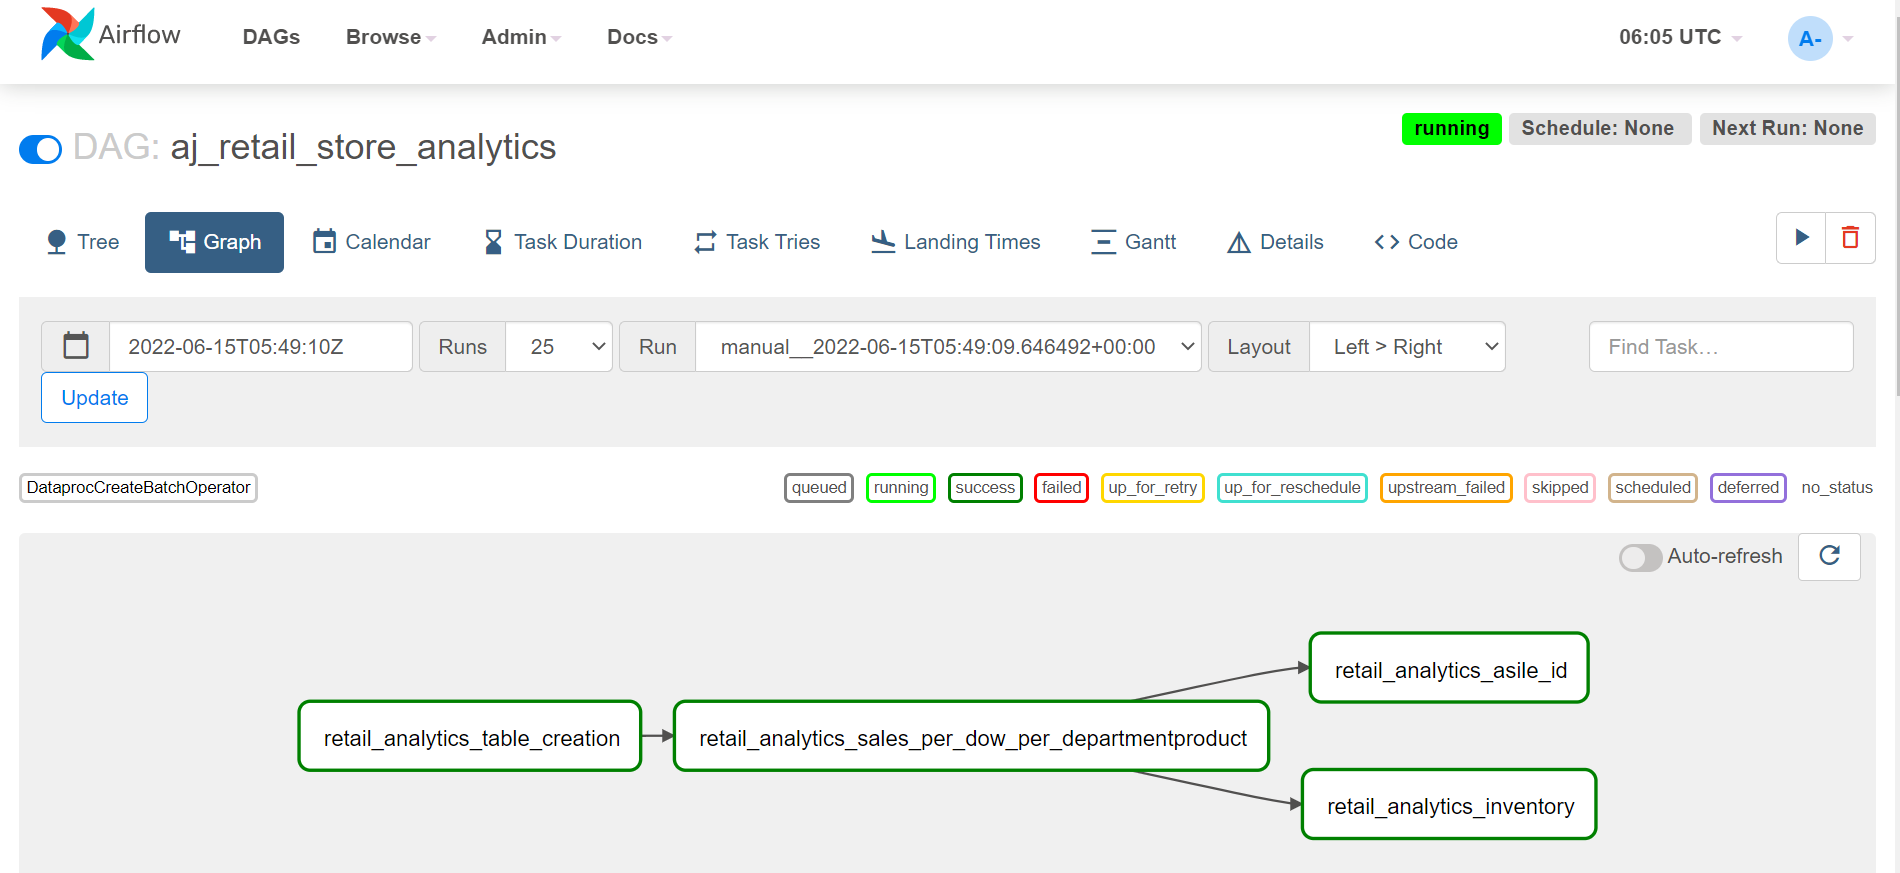 Airflow DAGs Browse Admin Docs 06:05 UTC A-
DAG: aj_retail_store_analytics running Schedule: None Next Run: None
Tree Graph Calendar Task Duration Task Tries Landing Times Gantt Details Code
2022-06-15T05:49:10Z Runs 25 Run manual__2022-06-15T05:49:09.646492+00:00 Layout Left > Right Find Task…
Update
DataprocCreateBatchOperator queued running success failed up_for_retry up_for_reschedule upstream_failed skipped scheduled deferred no_status
Auto-refresh
retail_analytics_asile_id
retail_analytics_table_creation retail_analytics_sales_per_dow_per_departmentproduct
retail_analytics_inventory